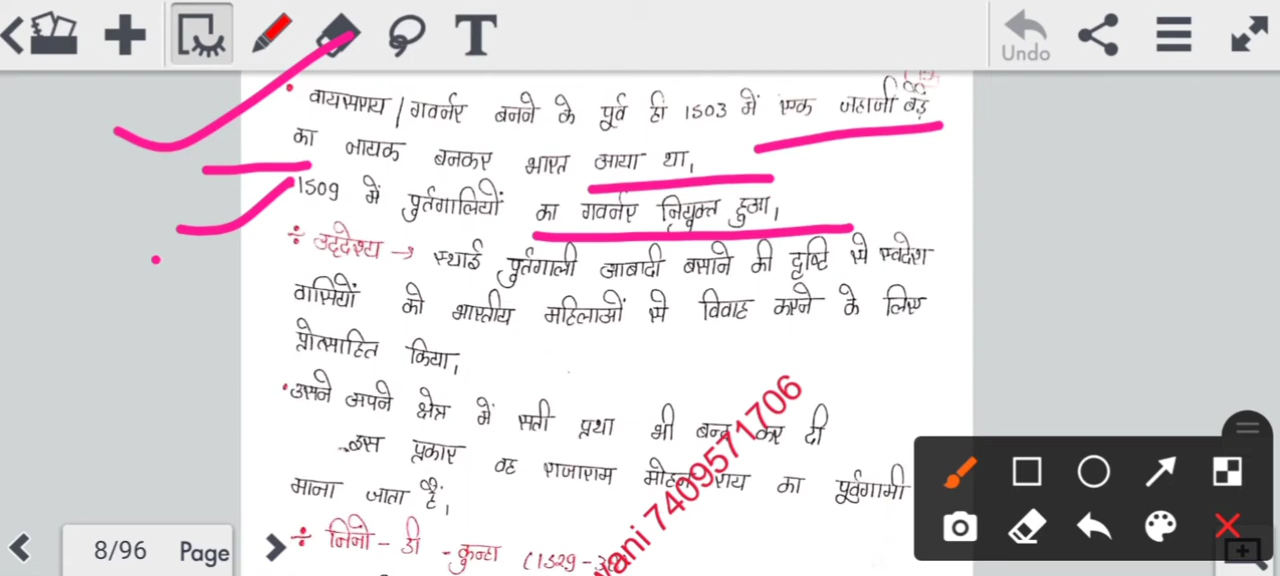 Undo
वायसराय / गवर्नर बनने के पूर्व ही 1503 में एक जहाजी बेड़े
का नायक बनकर भारत आया था।
1509 में पुर्तगालियों का गवर्नर नियुक्त हुआ।
÷ उद्देश्य → स्थाई पुर्तगाली आबादी बसाने की दृष्टि से स्वदेश
वासियों को भारतीय महिलाओं से विवाह करने के लिए
प्रोत्साहित किया।
उसने अपने क्षेत्र में सती प्रथा भी बन्द कर दी
इस प्रकार वह राजाराम मोहन राय का पूर्वगामी
माना जाता है।
÷ निनो - डी - कुन्हा (1529 -
wani 7409571706
8/96 Page